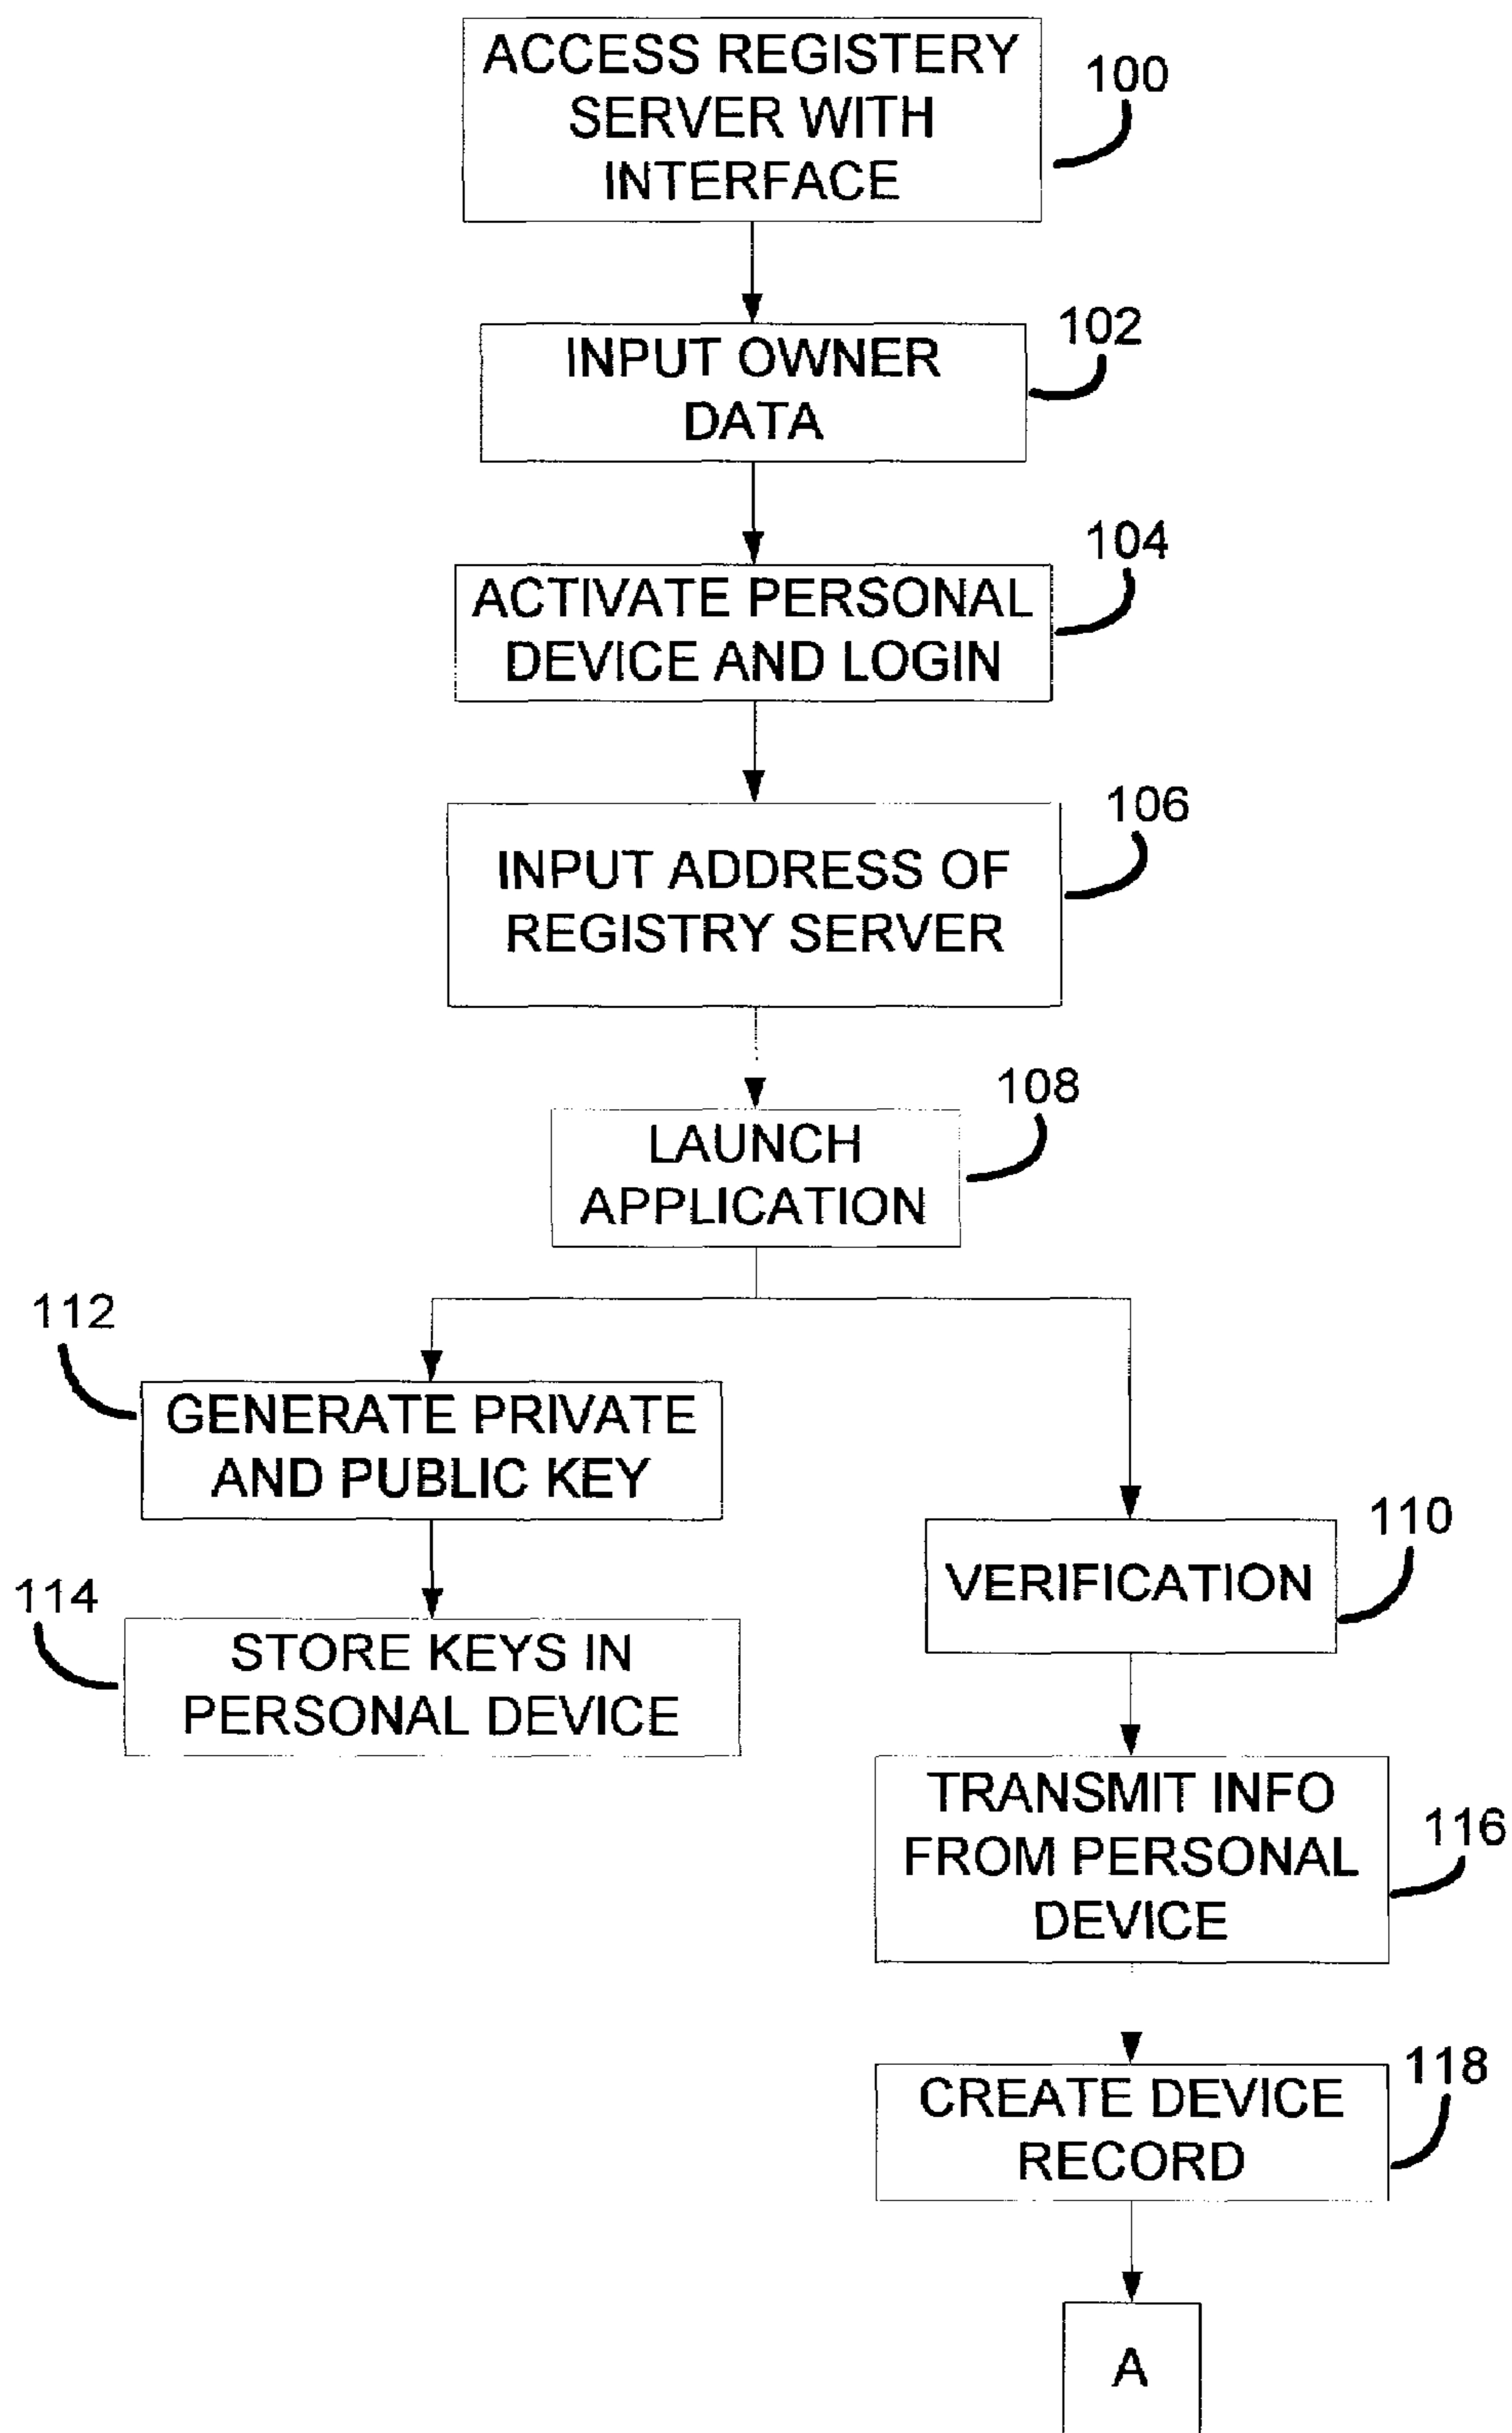 ACCESS REGISTERY
SERVER WITH
INTERFACE
100
INPUT OWNER
DATA
102
ACTIVATE PERSONAL
DEVICE AND LOGIN
104
INPUT ADDRESS OF
REGISTRY SERVER
106
LAUNCH
APPLICATION
108
112
GENERATE PRIVATE
AND PUBLIC KEY
114
STORE KEYS IN
PERSONAL DEVICE
VERIFICATION
110
TRANSMIT INFO
FROM PERSONAL
DEVICE
116
CREATE DEVICE
RECORD
118
A